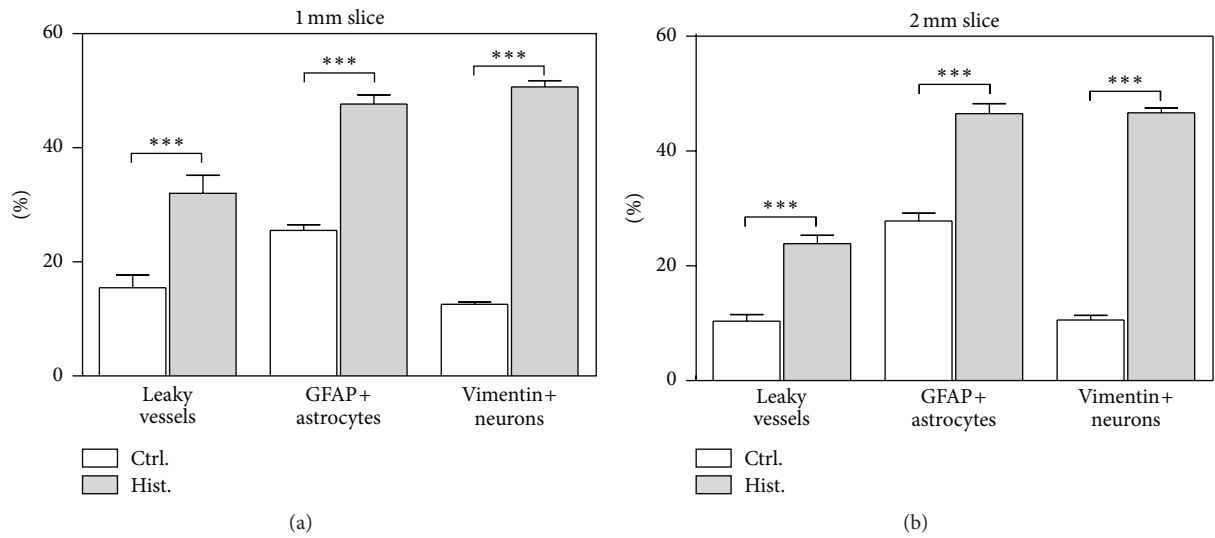 1 mm slice
60
40
20
0
(%)
***
***
***
Leaky
vessels
GFAP+
astrocytes
Vimentin+
neurons
Ctrl.
Hist.
(a)
2 mm slice
60
40
20
0
(%)
***
***
***
Leaky
vessels
GFAP+
astrocytes
Vimentin+
neurons
Ctrl.
Hist.
(b)